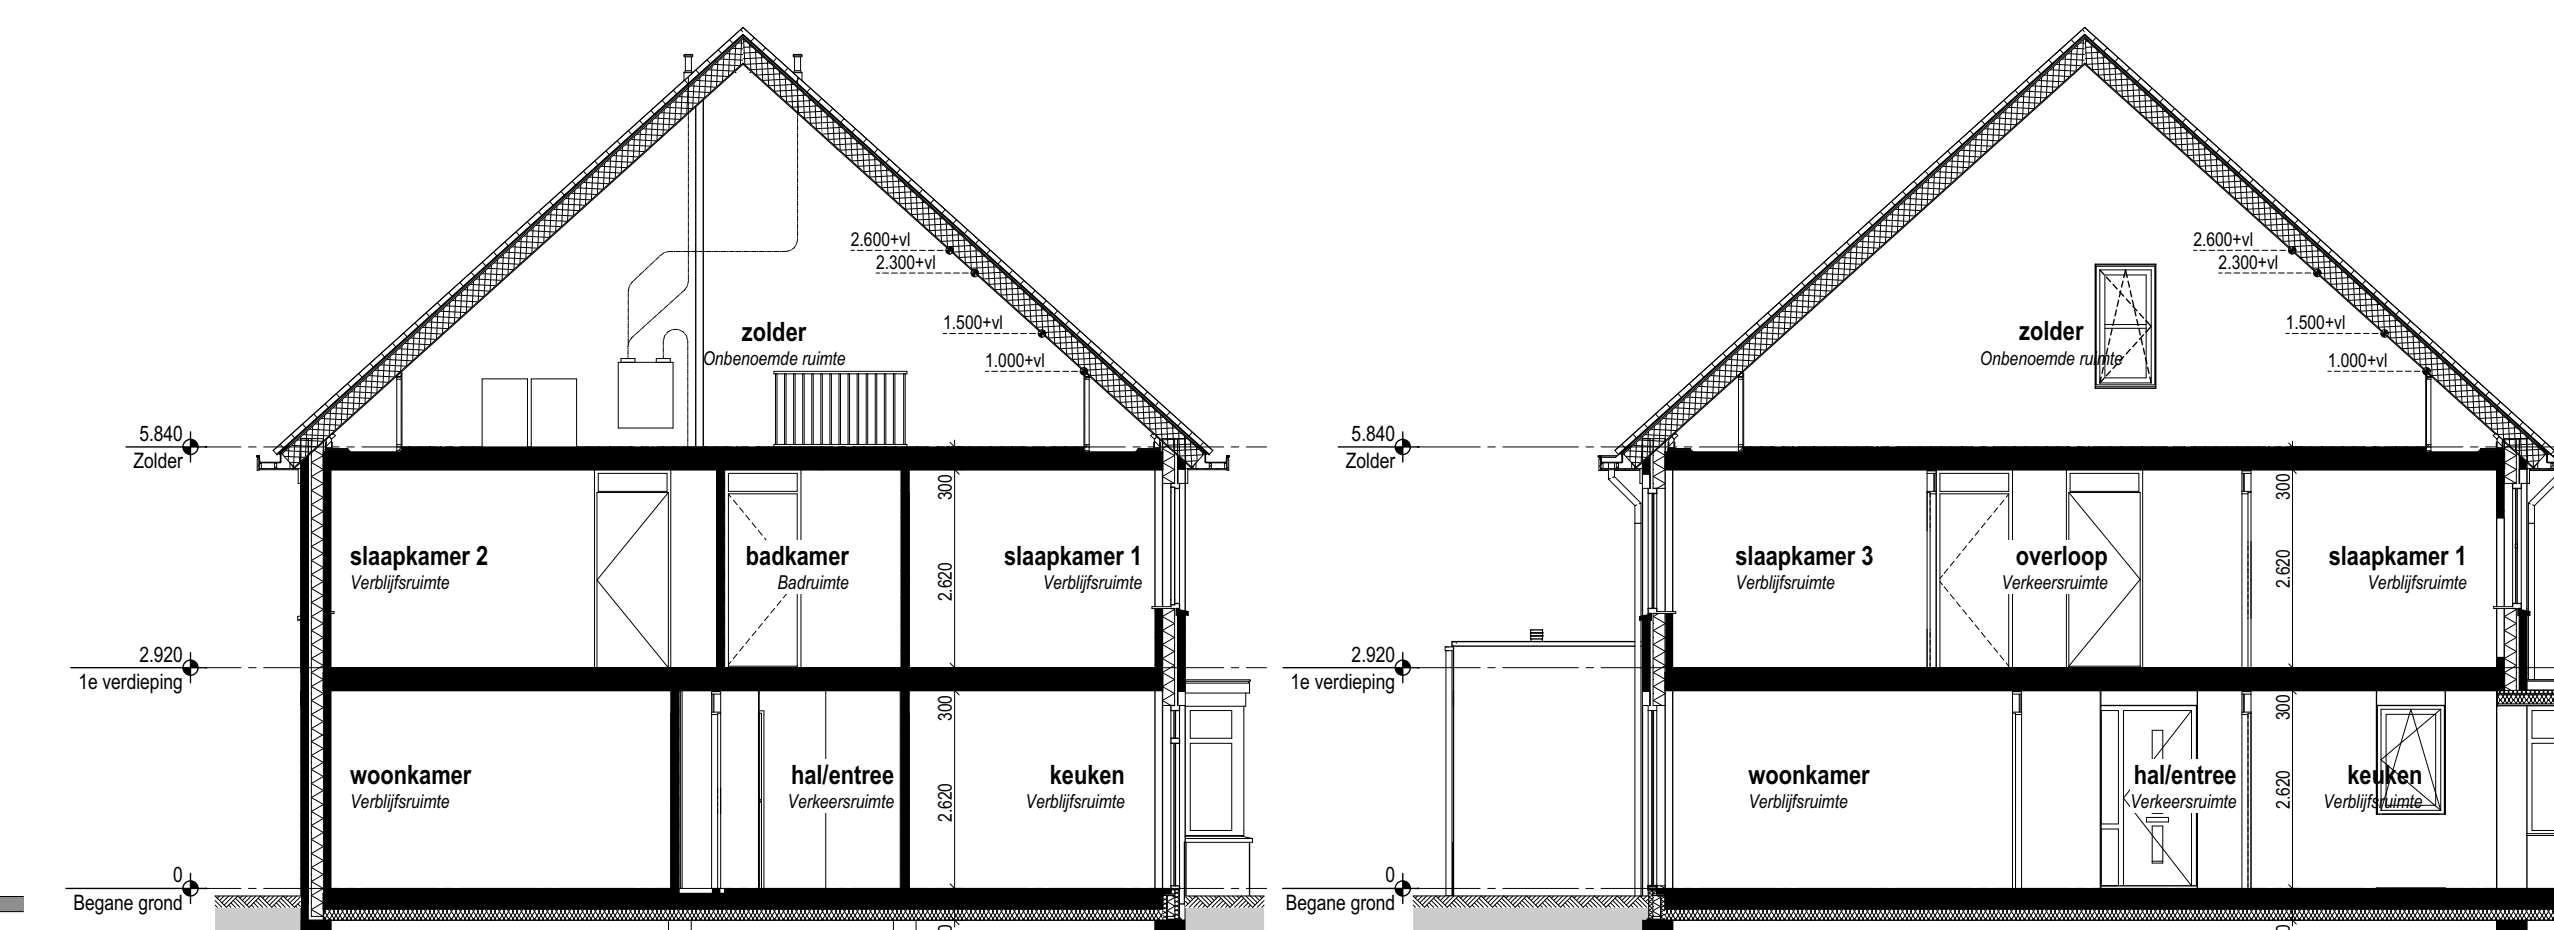 2.600+vl
2.300+vl
1.500+vl
1.000+vl
zolder
Onbenoemde ruimte
5.840
Zolder
300
slaapkamer 2
Verblijfsruimte
badkamer
Badruimte
2.620
slaapkamer 1
Verblijfsruimte
2.920
1e verdieping
300
woonkamer
Verblijfsruimte
hal/entree
Verkeersruimte
2.620
keuken
Verblijfsruimte
0
Begane grond
2.600+vl
2.300+vl
1.500+vl
1.000+vl
zolder
Onbenoemde ruimte
5.840
Zolder
300
slaapkamer 3
Verblijfsruimte
overloop
Verkeersruimte
2.620
slaapkamer 1
Verblijfsruimte
2.920
1e verdieping
300
woonkamer
Verblijfsruimte
hal/entree
Verkeersruimte
2.620
keuken
Verblijfsruimte
0
Begane grond